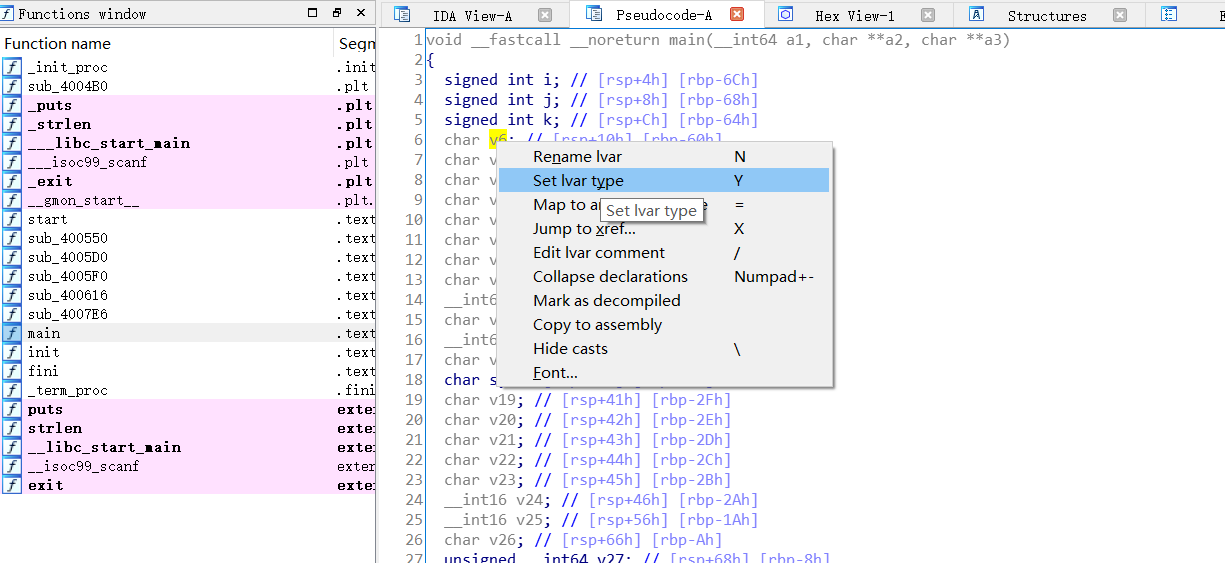 Functions window
IDA View-A
Pseudocode-A
Hex View-1
Structures
Function name
Segm
_init_proc .init
sub_4004B0 .plt
_puts .plt
_strlen .plt
___libc_start_main .plt
___isoc99_scanf .plt
_exit .plt
__gmon_start__ .plt.
start .text
sub_400550 .text
sub_4005D0 .text
sub_4005F0 .text
sub_400616 .text
sub_4007E6 .text
main .text
init .text
fini .text
_term_proc .fini
puts exter
strlen exter
__libc_start_main exter
__isoc99_scanf exter
exit exter
1 void __fastcall __noreturn main(__int64 a1, char **a2, char **a3)
2 {
3 signed int i; // [rsp+4h] [rbp-6Ch]
4 signed int j; // [rsp+8h] [rbp-68h]
5 signed int k; // [rsp+Ch] [rbp-64h]
6 char v6; // [rsp+10h] [rbp-60h]
7 char v
8 char v
9 char v
10 char v
11 char v
12 char v
13 char v
14 __int6
15 char v
16 __int6
17 char v
18 char s
19 char v19; // [rsp+41h] [rbp-2Fh]
20 char v20; // [rsp+42h] [rbp-2Eh]
21 char v21; // [rsp+43h] [rbp-2Dh]
22 char v22; // [rsp+44h] [rbp-2Ch]
23 char v23; // [rsp+45h] [rbp-2Bh]
24 __int16 v24; // [rsp+46h] [rbp-2Ah]
25 __int16 v25; // [rsp+56h] [rbp-1Ah]
26 char v26; // [rsp+66h] [rbp-Ah]
27 unsigned __int64 v27; // [rsp+68h] [rbp-8h]
Rename lvar N
Set lvar type Y
Map to an =
Set lvar type
Jump to xref... X
Edit lvar comment /
Collapse declarations Numpad+-
Mark as decompiled
Copy to assembly
Hide casts \
Font...